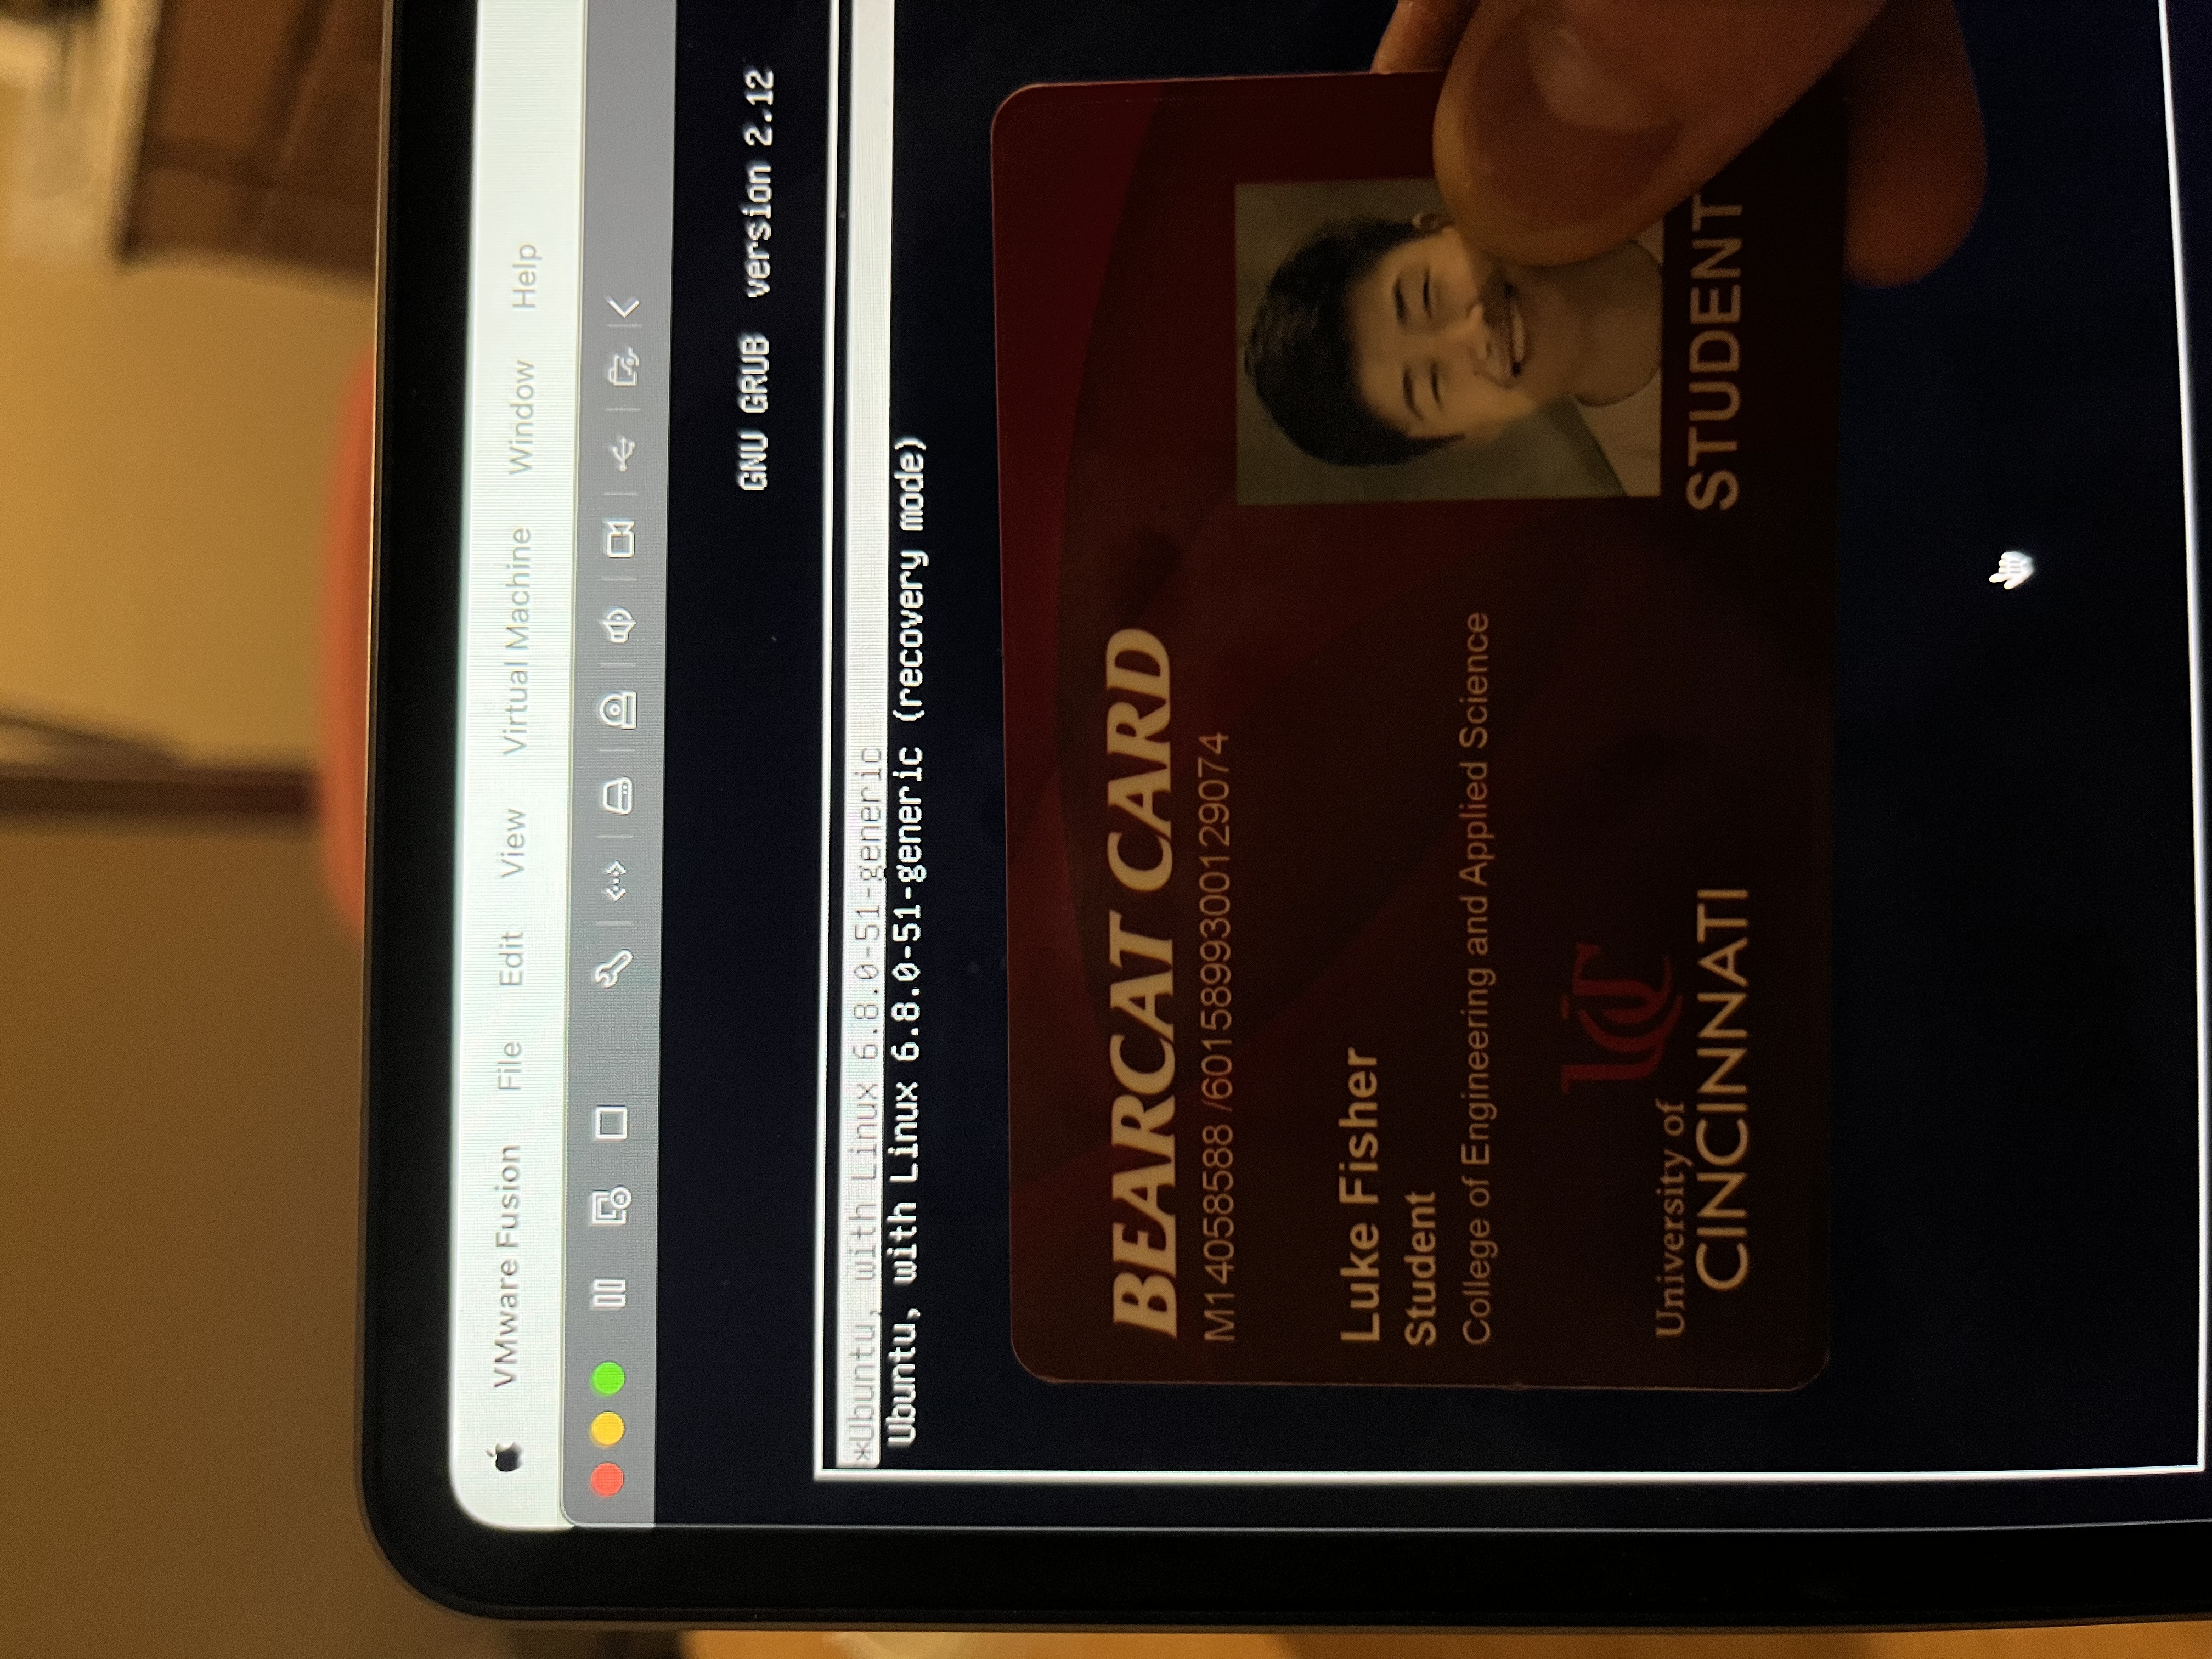 VMware Fusion File Edit View Virtual Machine Window Help
GNU GRUB version 2.12
*Ubuntu, with Linux 6.8.0-51-generic
Ubuntu, with Linux 6.8.0-51-generic (recovery mode)
BEARCAT CARD
M14058588 /6015899300129074
Luke Fisher
Student
College of Engineering and Applied Science
UC
University of
CINCINNATI
STUDENT